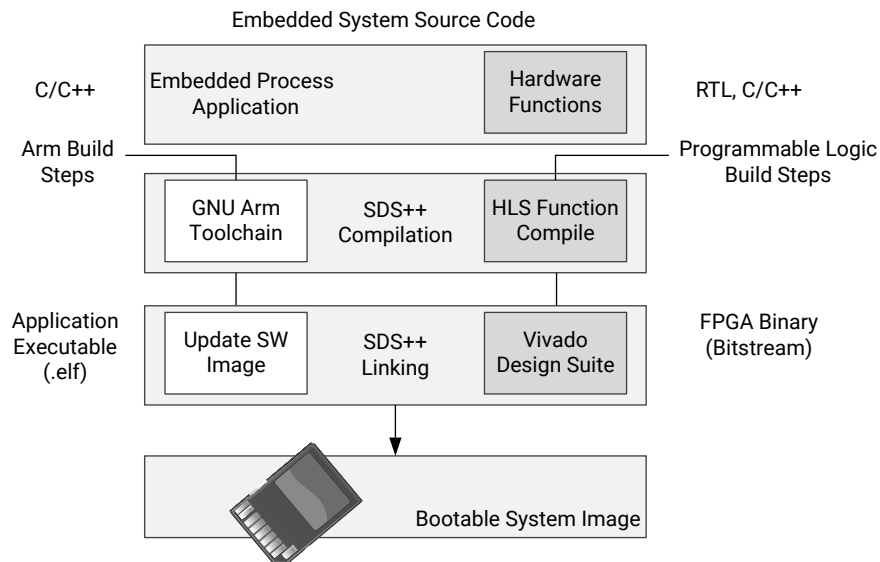 Embedded System Source Code
C/C++
Embedded Process
Application
Hardware
Functions
RTL, C/C++
Arm Build
Steps
Programmable Logic
Build Steps
GNU Arm
Toolchain
SDS++
Compilation
HLS Function
Compile
Application
Executable
(.elf)
Update SW
Image
SDS++
Linking
Vivado
Design Suite
FPGA Binary
(Bitstream)
Bootable System Image